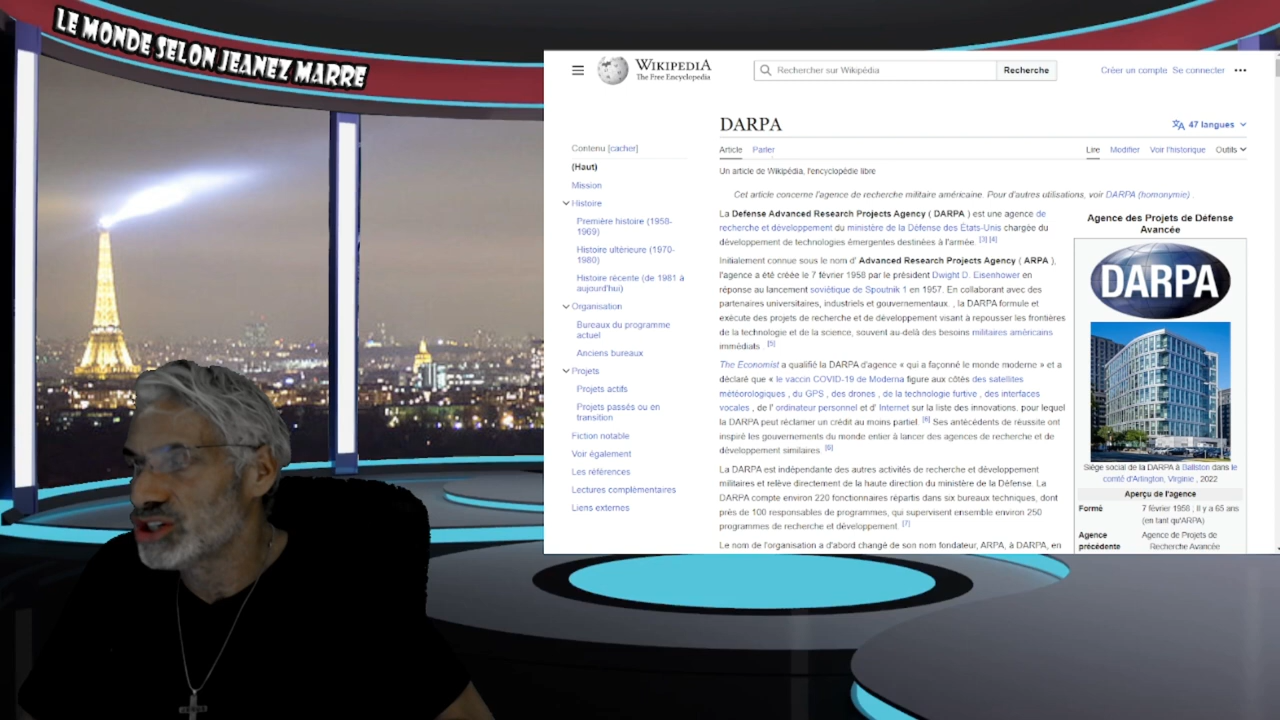 LE MONDE SELON JEANEZ MARRE
WIKIPEDIA
The Free Encyclopedia
Rechercher sur Wikipédia
Recherche
Créer un compte Se connecter
DARPA
47 langues
Article Parler
Lire Modifier Voir l'historique Outils
Contenu [cacher]
(Haut)
Mission
Histoire
Première histoire (1958-
1969)
Histoire ultérieure (1970-
1980)
Histoire récente (de 1981 à
aujourd'hui)
Organisation
Bureaux du programme
actuel
Anciens bureaux
Projets
Projets actifs
Projets passés ou en
transition
Fiction notable
Voir également
Les références
Lectures complémentaires
Liens externes
Un article de Wikipédia, l'encyclopédie libre
Cet article concerne l'agence de recherche militaire américaine. Pour d'autres utilisations, voir DARPA (homonymie) .
La Defense Advanced Research Projects Agency ( DARPA ) est une agence de
recherche et développement du ministère de la Défense des États-Unis chargée du
développement de technologies émergentes destinées à l'armée. [3] [4]
Initialement connue sous le nom d' Advanced Research Projects Agency ( ARPA ),
l'agence a été créée le 7 février 1958 par le président Dwight D. Eisenhower en
réponse au lancement soviétique de Spoutnik 1 en 1957. En collaborant avec des
partenaires universitaires, industriels et gouvernementaux. , la DARPA formule et
exécute des projets de recherche et de développement visant à repousser les frontières
de la technologie et de la science, souvent au-delà des besoins militaires américains
immédiats . [5]
The Economist a qualifié la DARPA d'agence « qui a façonné le monde moderne » et a
déclaré que « le vaccin COVID-19 de Moderna figure aux côtés des satellites
météorologiques , du GPS , des drones , de la technologie furtive , des interfaces
vocales , de l' ordinateur personnel et d' Internet sur la liste des innovations. pour lequel
la DARPA peut réclamer un crédit au moins partiel. [6] Ses antécédents de réussite ont
inspiré les gouvernements du monde entier à lancer des agences de recherche et de
développement similaires. [6]
La DARPA est indépendante des autres activités de recherche et développement
militaires et relève directement de la haute direction du ministère de la Défense. La
DARPA compte environ 220 fonctionnaires répartis dans six bureaux techniques, dont
près de 100 responsables de programmes, qui supervisent ensemble environ 250
programmes de recherche et développement. [7]
Le nom de l'organisation a d'abord changé de son nom fondateur, ARPA, à DARPA, en
Agence des Projets de Défense
Avancée
DARPA
Siège social de la DARPA à Ballston dans le
comté d'Arlington, Virginie , 2022
Aperçu de l'agence
Formé 7 février 1958 ; il y a 65 ans
(en tant qu'ARPA)
Agence Agence de Projets de
précédente Recherche Avancée